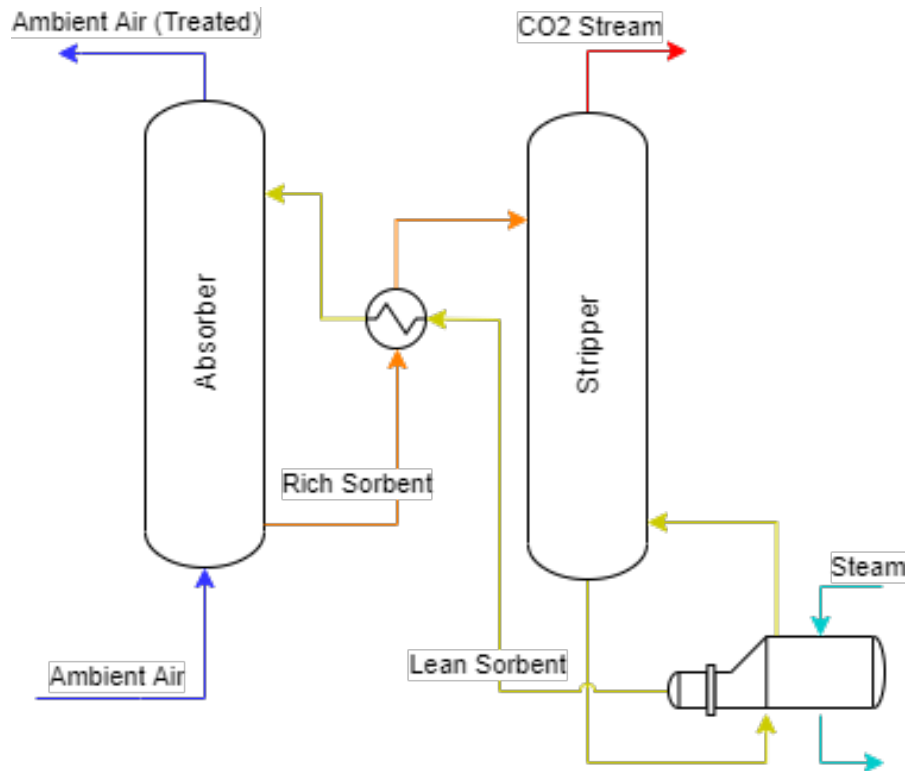 Ambient Air (Treated)
CO2 Stream
Absorber
Stripper
Rich Sorbent
Steam
Lean Sorbent
Ambient Air